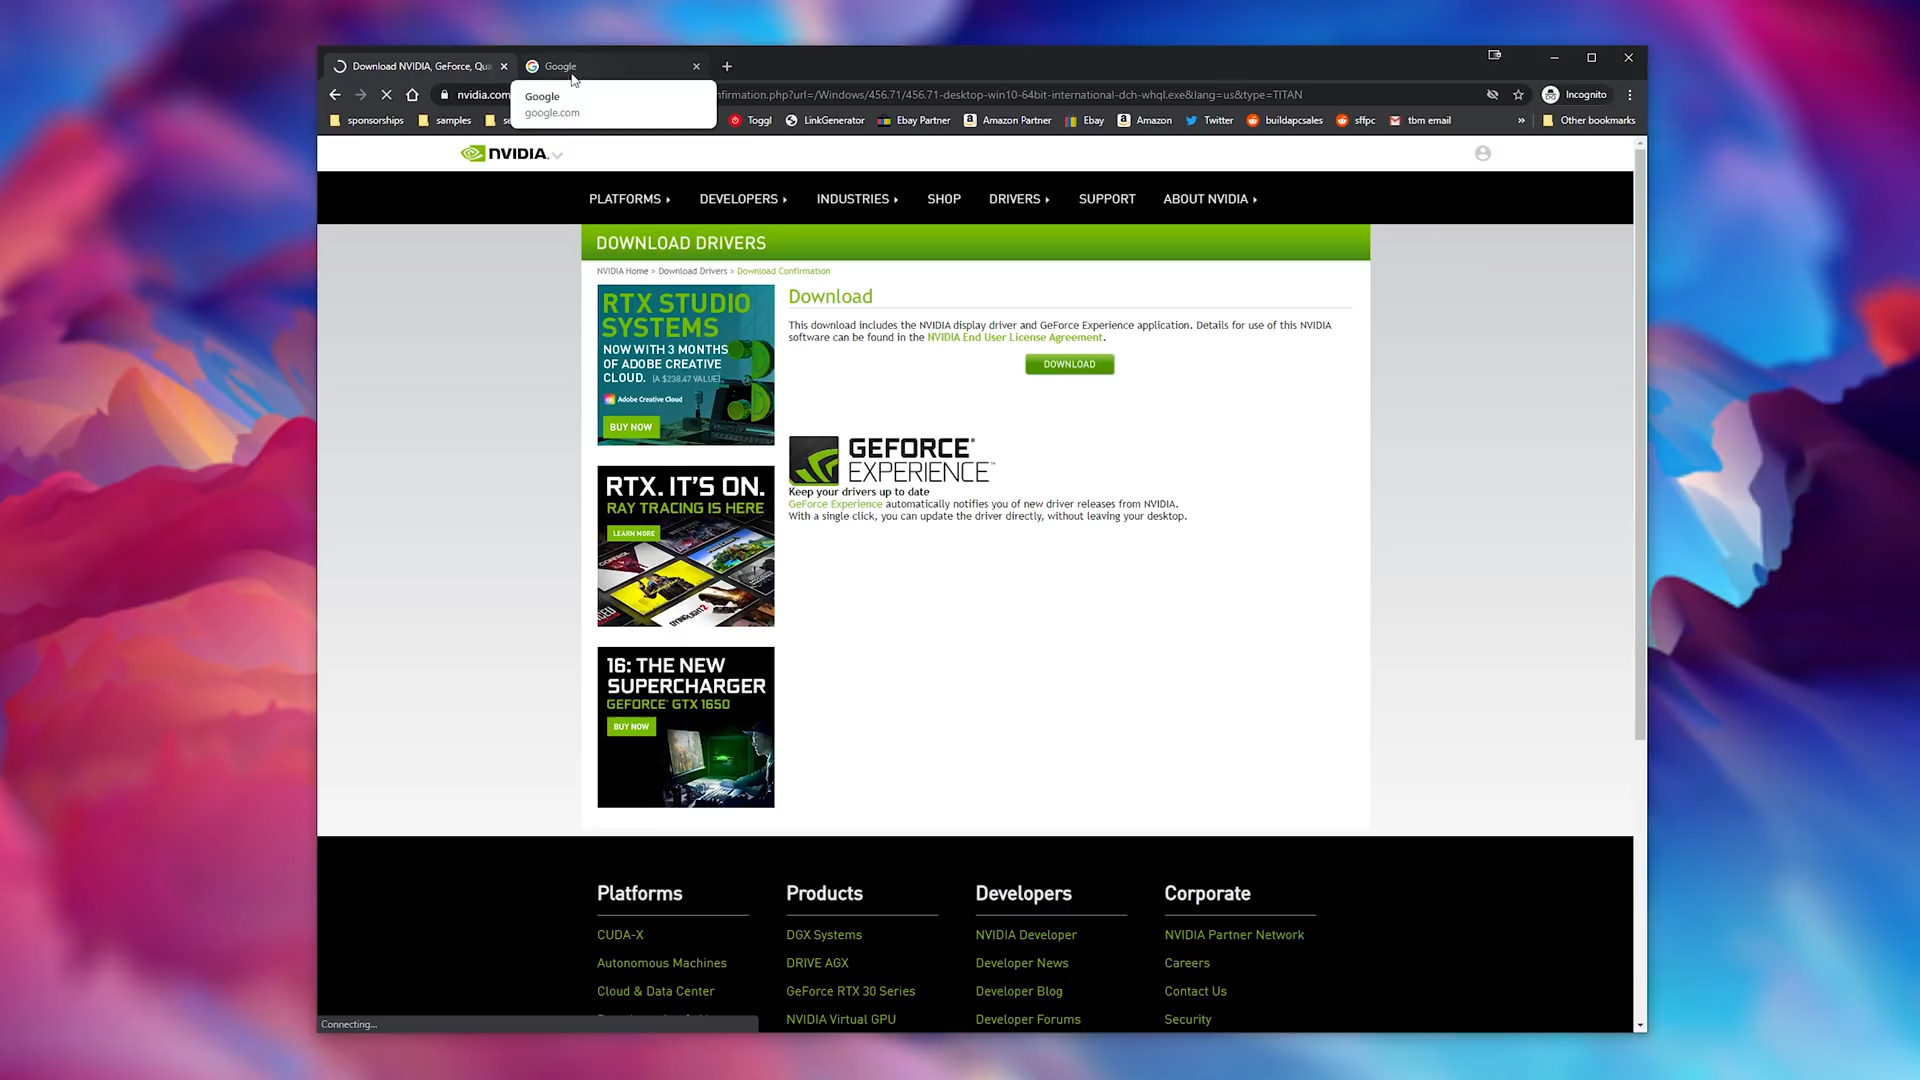 Download NVIDIA, GeForce, Qua
Google
Google
google.com
nvidia.com
nfirmation.php?url=/Windows/456.71/456.71-desktop-win10-64bit-international-dch-whql.exe&lang=us&type=TITAN
Incognito
sponsorships
samples
se
Toggl
LinkGenerator
Ebay Partner
Amazon Partner
Ebay
Amazon
Twitter
buildapcsales
sffpc
tbm email
»
Other bookmarks
NVIDIA.
PLATFORMS
DEVELOPERS
INDUSTRIES
SHOP
DRIVERS
SUPPORT
ABOUT NVIDIA
DOWNLOAD DRIVERS
NVIDIA Home > Download Drivers > Download Confirmation
RTX STUDIO
SYSTEMS
NOW WITH 3 MONTHS
OF ADOBE CREATIVE
CLOUD. (A $238.47 VALUE)
Adobe Creative Cloud
BUY NOW
Download
This download includes the NVIDIA display driver and GeForce Experience application. Details for use of this NVIDIA
software can be found in the NVIDIA End User License Agreement.
DOWNLOAD
GEFORCE®
EXPERIENCE™
Keep your drivers up to date
GeForce Experience automatically notifies you of new driver releases from NVIDIA.
With a single click, you can update the driver directly, without leaving your desktop.
RTX. IT'S ON.
RAY TRACING IS HERE
LEARN MORE
CONTROL
DYING LIGHT 2
16: THE NEW
SUPERCHARGER
GEFORCE® GTX 1650
BUY NOW
Platforms
CUDA-X
Autonomous Machines
Cloud & Data Center
Products
DGX Systems
DRIVE AGX
GeForce RTX 30 Series
NVIDIA Virtual GPU
Developers
NVIDIA Developer
Developer News
Developer Blog
Developer Forums
Corporate
NVIDIA Partner Network
Careers
Contact Us
Security
Connecting...